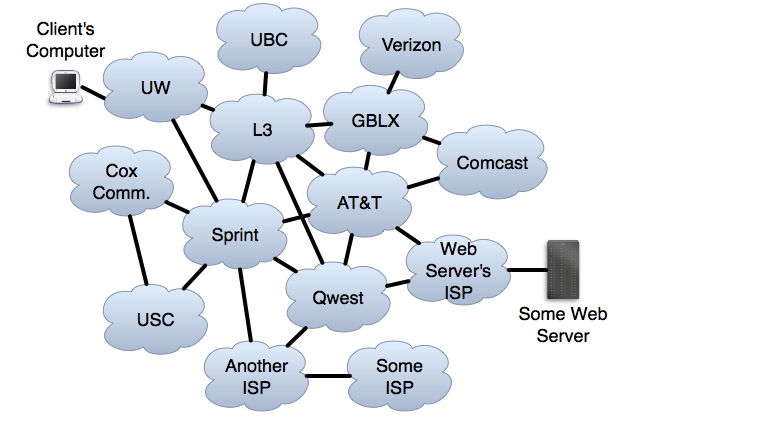 Client's
Computer
UBC
Verizon
UW
L3
GBLX
Comcast
Cox
Comm.
AT&T
Sprint
Web
Server's
ISP
Qwest
Some Web
Server
USC
Another
ISP
Some
ISP